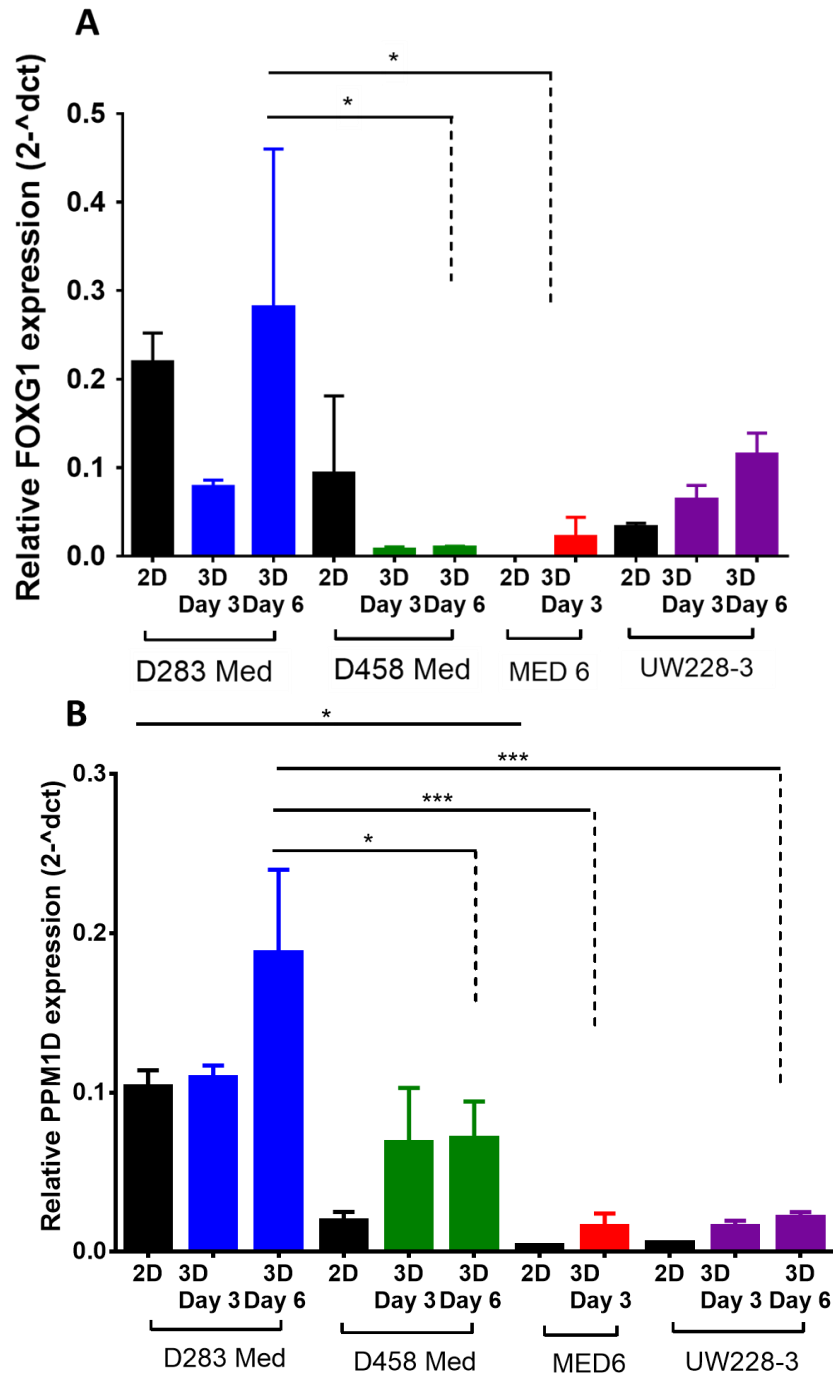 A
*
*
Relative FOXG1 expression (2-^dct)
0.5
0.4
0.3
0.2
0.1
0.0
2D 3D 3D 2D 3D 3D 2D 3D 2D 3D 3D
Day 3 Day 6 Day 3 Day 6 Day 3 Day 3 Day 6
D283 Med D458 Med MED 6 UW228-3
B
*
***
***
*
Relative PPM1D expression (2-^dct)
0.3
0.2
0.1
0.0
2D 3D 3D 2D 3D 3D 2D 3D 2D 3D 3D
Day 3 Day 6 Day 3 Day 6 Day 3 Day 3 Day 6
D283 Med D458 Med MED6 UW228-3